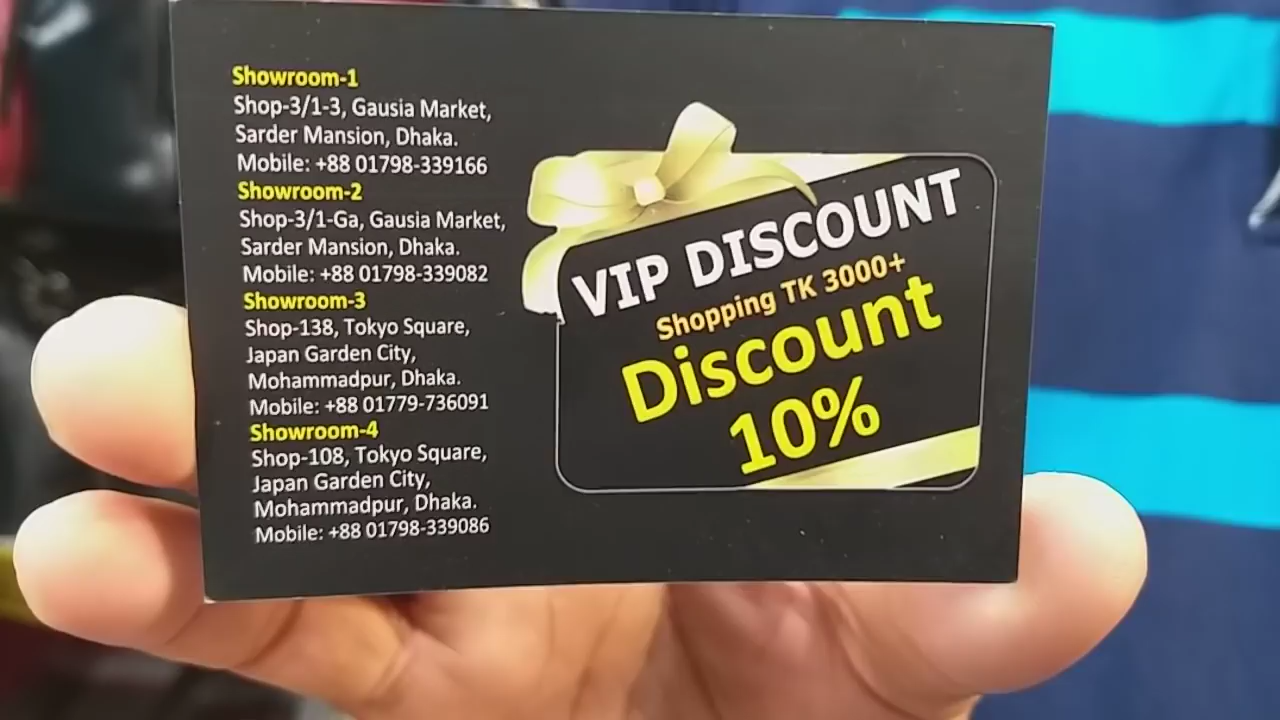 Showroom-1
Shop-3/1-3, Gausia Market,
Sarder Mansion, Dhaka.
Mobile: +88 01798-339166
Showroom-2
Shop-3/1-Ga, Gausia Market,
Sarder Mansion, Dhaka.
Mobile: +88 01798-339082
Showroom-3
Shop-138, Tokyo Square,
Japan Garden City,
Mohammadpur, Dhaka.
Mobile: +88 01779-736091
Showroom-4
Shop-108, Tokyo Square,
Japan Garden City,
Mohammadpur, Dhaka.
Mobile: +88 01798-339086
VIP DISCOUNT
Shopping TK 3000+
Discount
10%